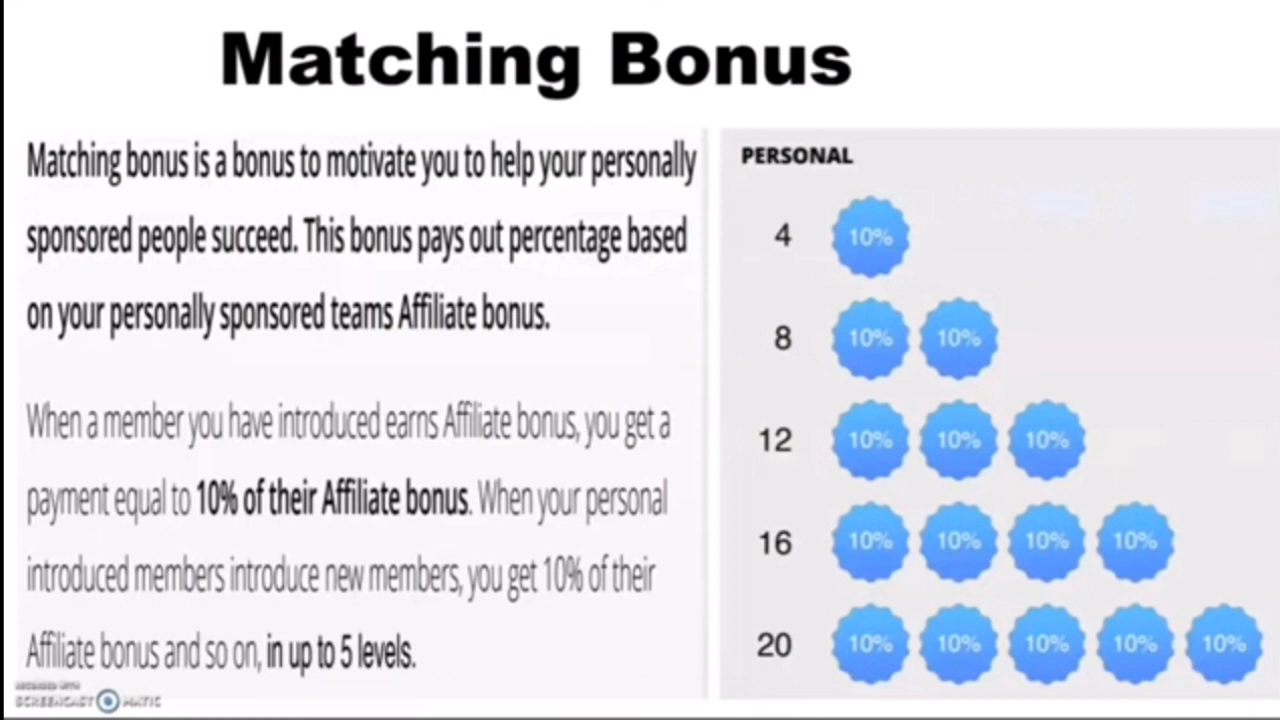 Matching Bonus
Matching bonus is a bonus to motivate you to help your personally
sponsored people succeed. This bonus pays out percentage based
on your personally sponsored teams Affiliate bonus.
When a member you have introduced earns Affiliate bonus, you get a
payment equal to 10% of their Affiliate bonus. When your personal
introduced members introduce new members, you get 10% of their
Affiliate bonus and so on, in up to 5 levels.
PERSONAL
4 10%
8 10% 10%
12 10% 10% 10%
16 10% 10% 10% 10%
20 10% 10% 10% 10% 10%
RECORDED WITH
SCREENCAST MATIC